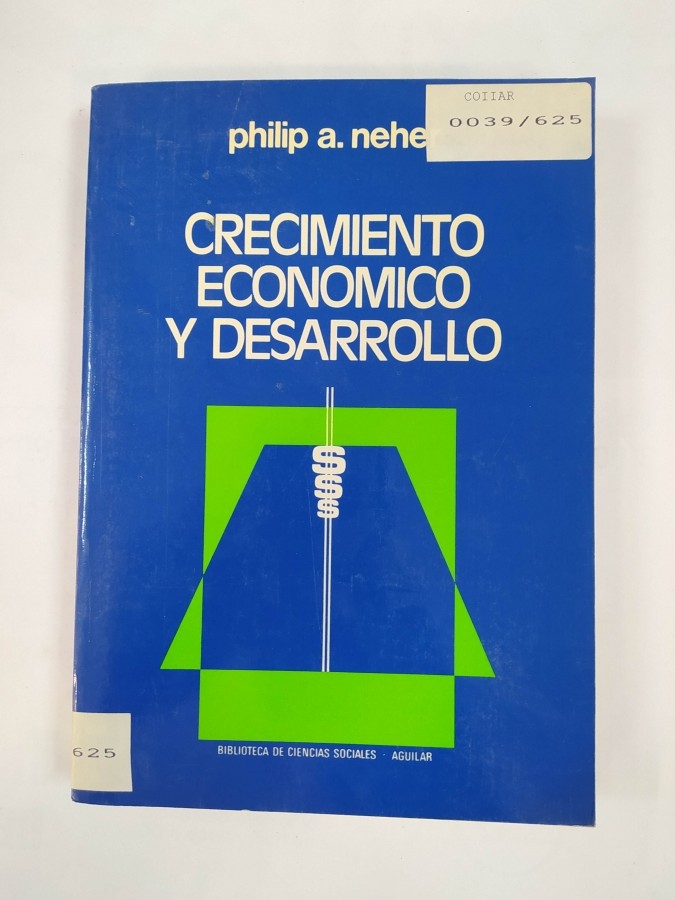 COIIAR
0039/625
philip a. nehe
CRECIMIENTO
ECONOMICO
Y DESARROLLO
S
S
S
625
BIBLIOTECA DE CIENCIAS SOCIALES · AGUILAR